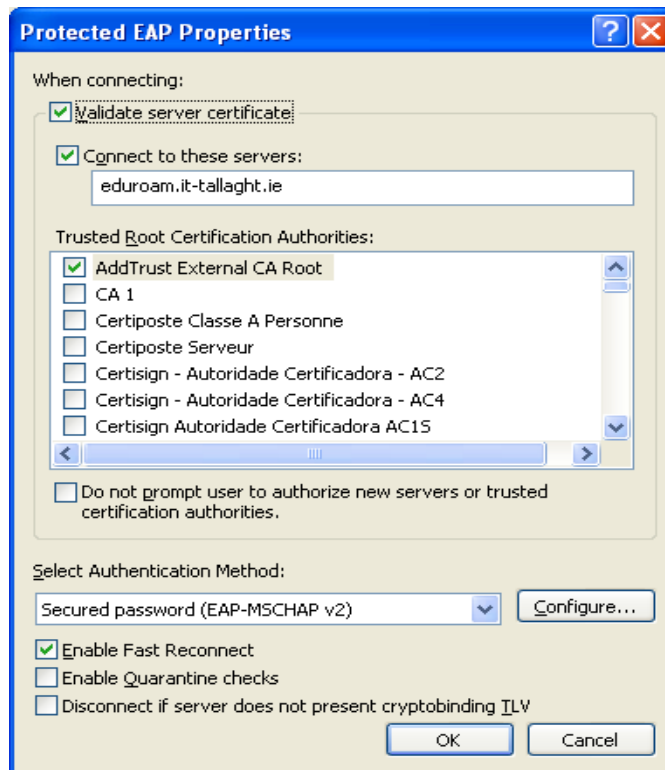 Protected EAP Properties
When connecting:
Validate server certificate
Connect to these servers:
eduroam.it-tallaght.ie
Trusted Root Certification Authorities:
AddTrust External CA Root
CA 1
Certiposte Classe A Personne
Certiposte Serveur
Certisign - Autoridade Certificadora - AC2
Certisign - Autoridade Certificadora - AC4
Certisign Autoridade Certificadora AC1S
Do not prompt user to authorize new servers or trusted
certification authorities.
Select Authentication Method:
Secured password (EAP-MSCHAP v2)
Configure...
Enable Fast Reconnect
Enable Quarantine checks
Disconnect if server does not present cryptobinding TLV
OK
Cancel